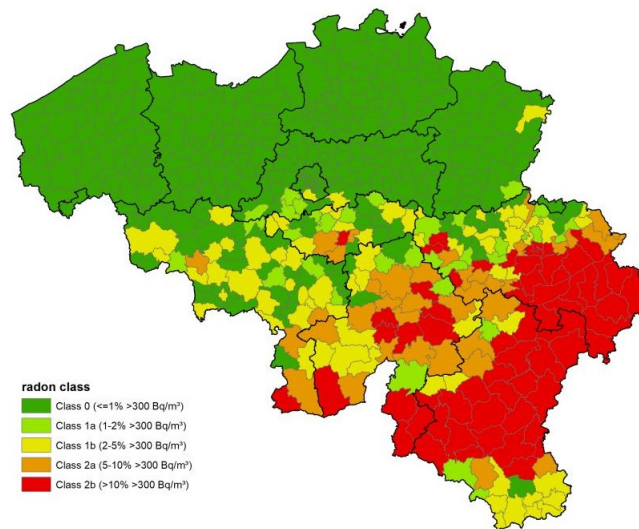 radon class
Class 0 (<=1% >300 Bq/m³)
Class 1a (1-2% >300 Bq/m³)
Class 1b (2-5% >300 Bq/m³)
Class 2a (5-10% >300 Bq/m³)
Class 2b (>10% >300 Bq/m³)